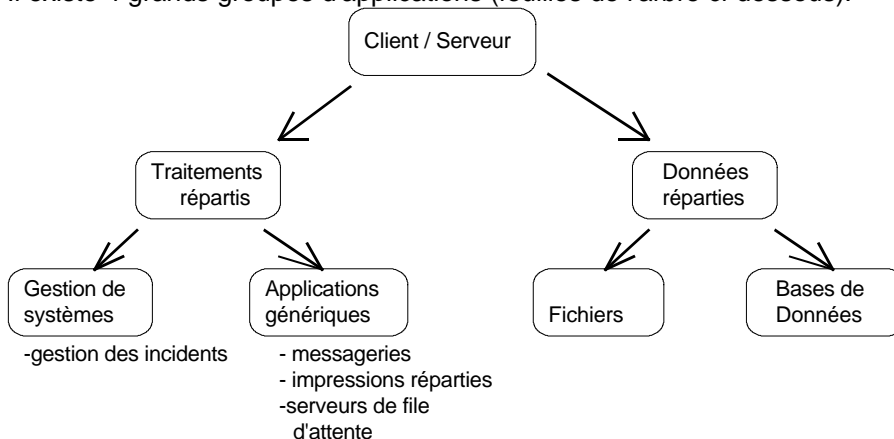 d'applications
Client / Serveur
Traitements
répartis
Données
réparties
Gestion de
systèmes
Applications
génériques
Fichiers
Bases de
Données
-gestion des incidents
- messageries
- impressions réparties
-serveurs de file
d'attente